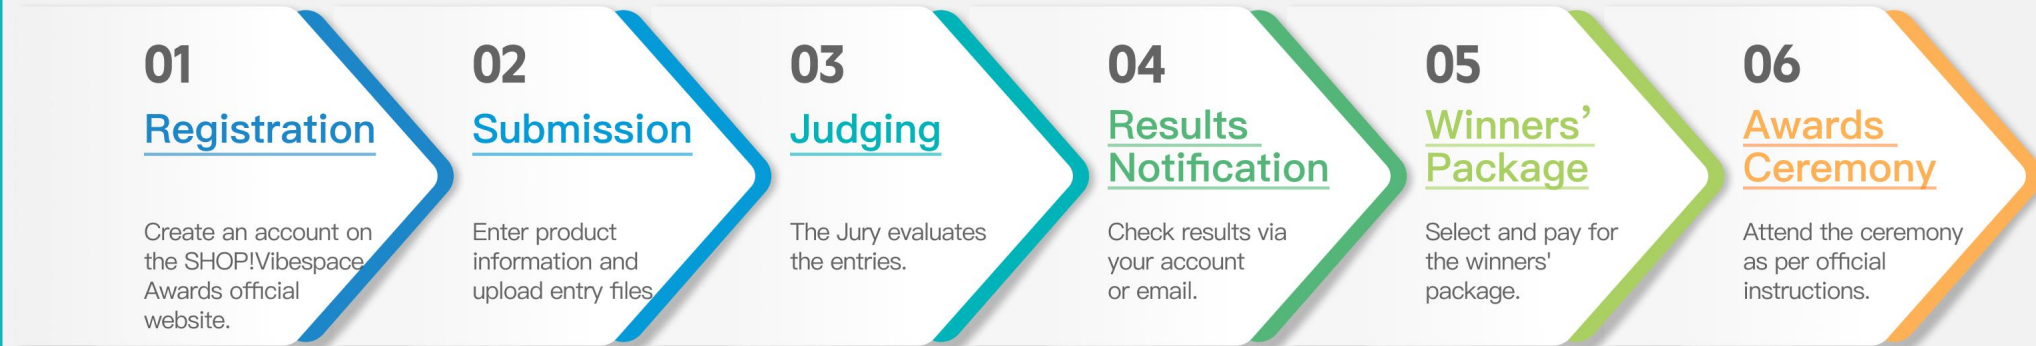 01
Registration
Create an account on
the SHOP!Vibespace
Awards official
website.
02
Submission
Enter product
information and
upload entry files.
03
Judging
The Jury evaluates
the entries.
04
Results
Notification
Check results via
your account
or email.
05
Winners’
Package
Select and pay for
the winners'
package.
06
Awards
Ceremony
Attend the ceremony
as per official
instructions.